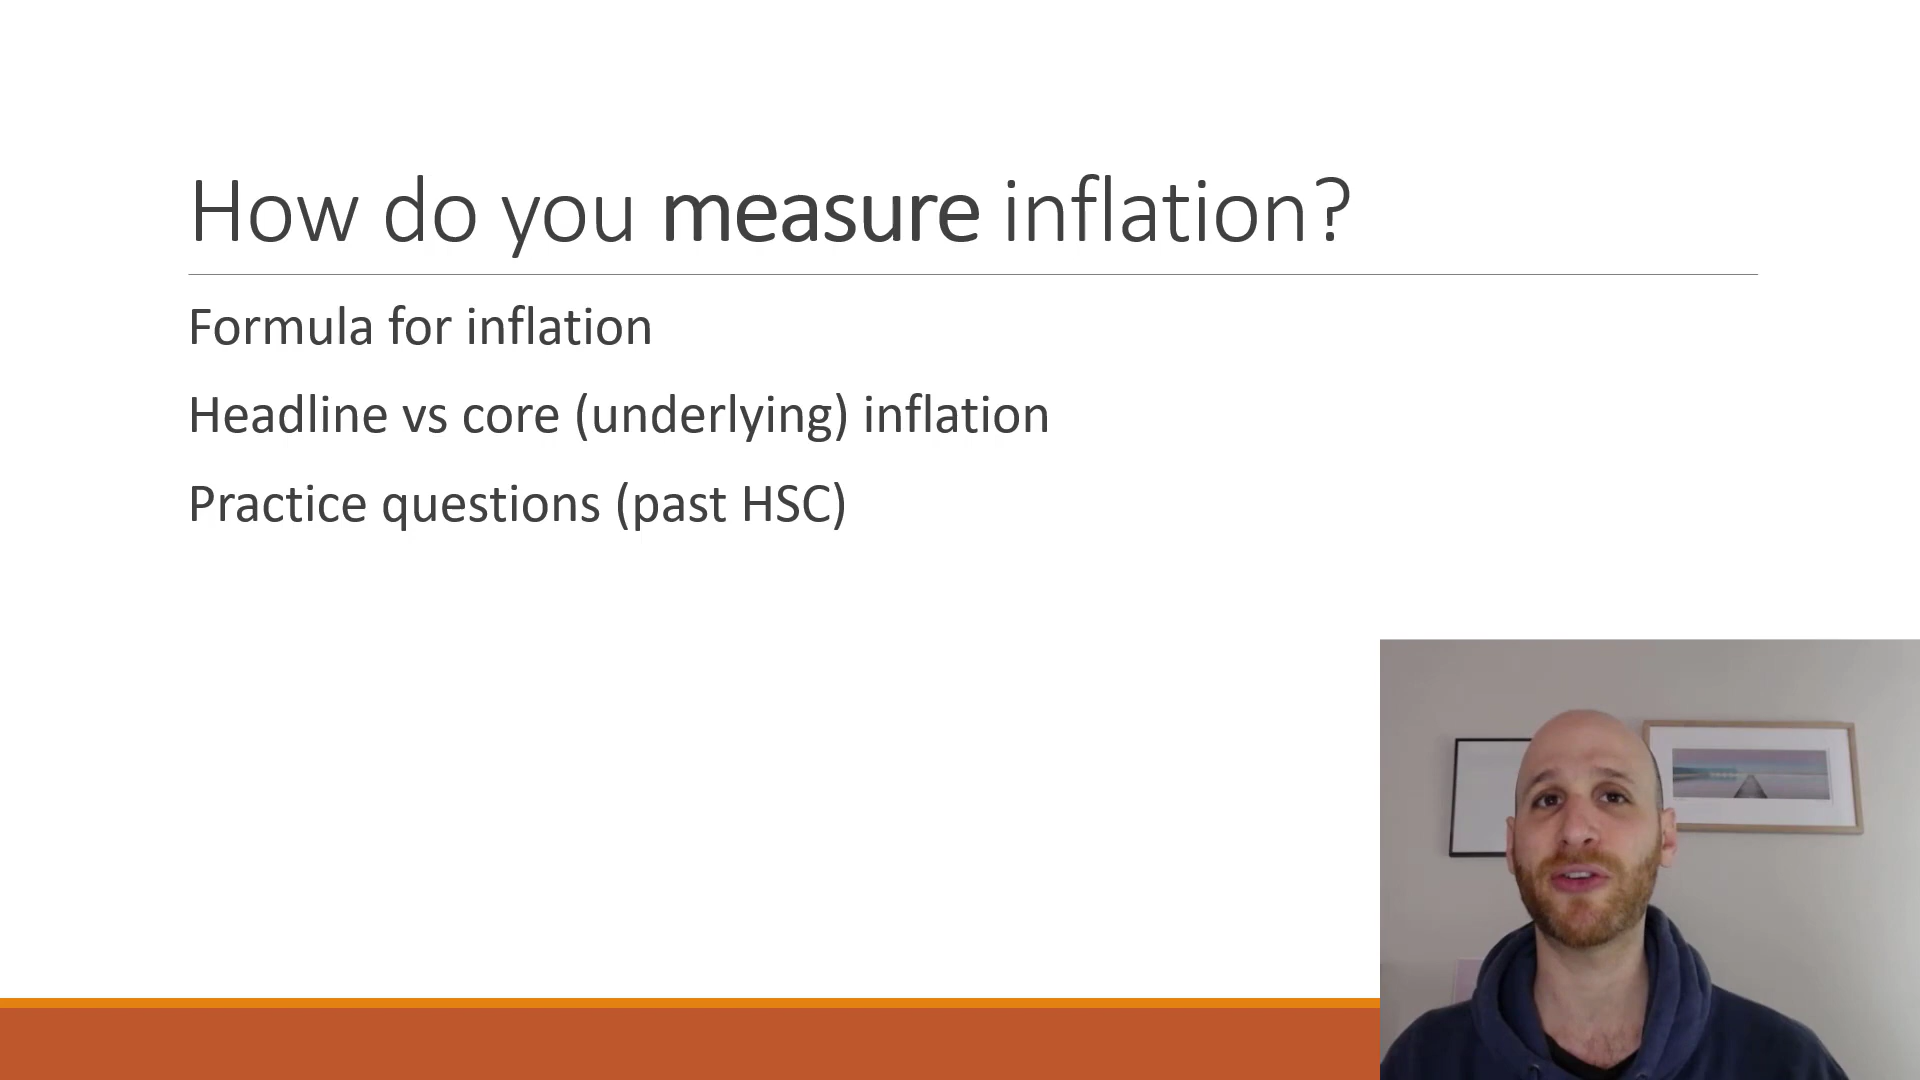 How do you measure inflation?
Formula for inflation
Headline vs core (underlying) inflation
Practice questions (past HSC)